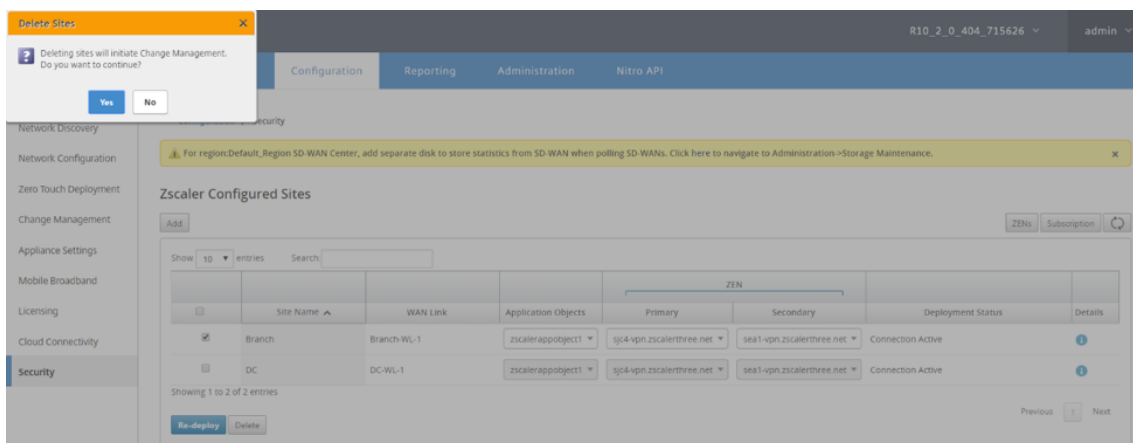 Delete Sites ×
Deleting sites will initiate Change Management.
Do you want to continue?
Yes No
R10_2_0_404_715626 admin
Configuration Reporting Administration Nitro API
Network Discovery
Network Configuration
Zero Touch Deployment
Change Management
Appliance Settings
Mobile Broadband
Licensing
Cloud Connectivity
Security
Security
For region:Default_Region SD-WAN Center, add separate disk to store statistics from SD-WAN when polling SD-WANs. Click here to navigate to Administration->Storage Maintenance. ×
Zscaler Configured Sites
Add ZENs Subscription
Show 10 entries Search:
ZEN
Site Name WAN Link Application Objects Primary Secondary Deployment Status Details
Branch Branch-WL-1 zscalerappobject1 sjc4-vpn.zscalerthree.net sea1-vpn.zscalerthree.net Connection Active
DC DC-WL-1 zscalerappobject1 sjc4-vpn.zscalerthree.net sea1-vpn.zscalerthree.net Connection Active
Showing 1 to 2 of 2 entries
Previous 1 Next
Re-deploy Delete